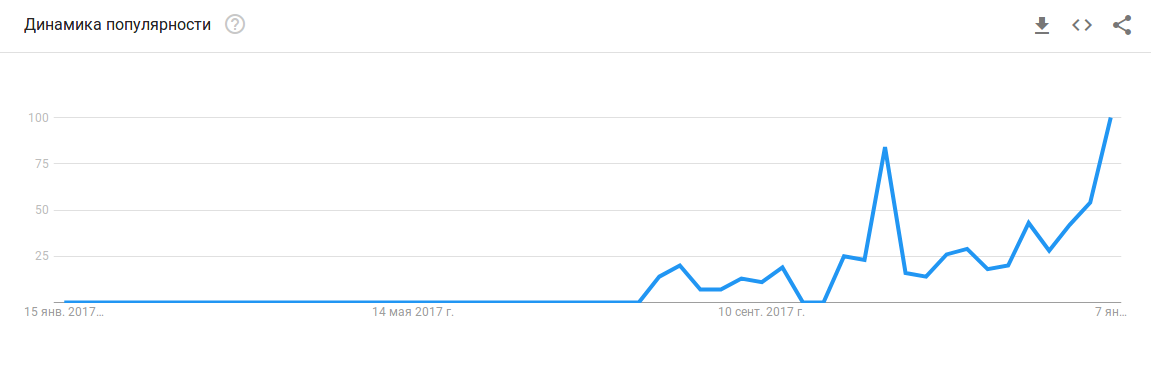 Динамика популярности ?
100
75
50
25
15 янв. 2017…
14 мая 2017 г.
10 сент. 2017 г.
7 ян…